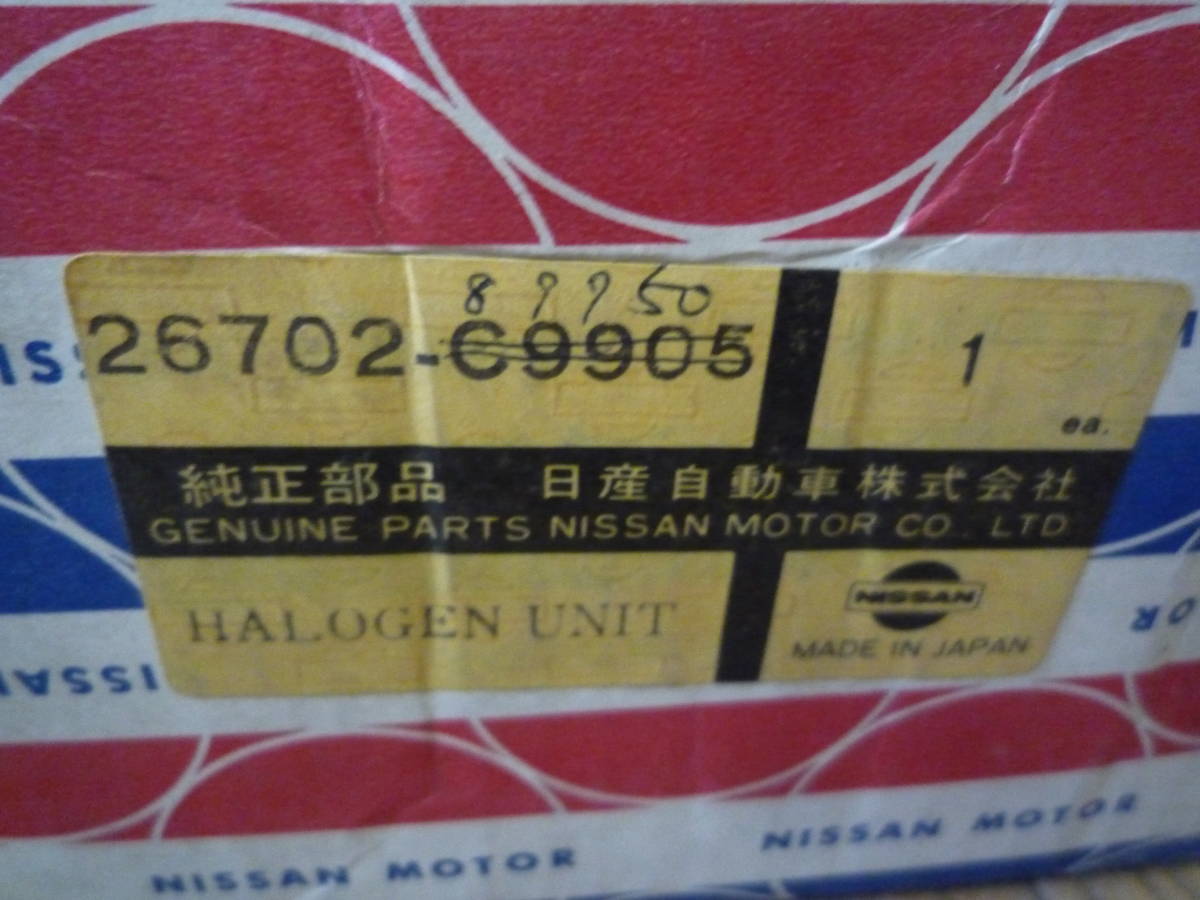 89950
26702-C9905
1
ea.
純正部品 日産自動車株式会社
GENUINE PARTS NISSAN MOTOR CO., LTD.
HALOGEN UNIT
NISSAN
MADE IN JAPAN
NISSAN MOTOR NISSAN MOTOR